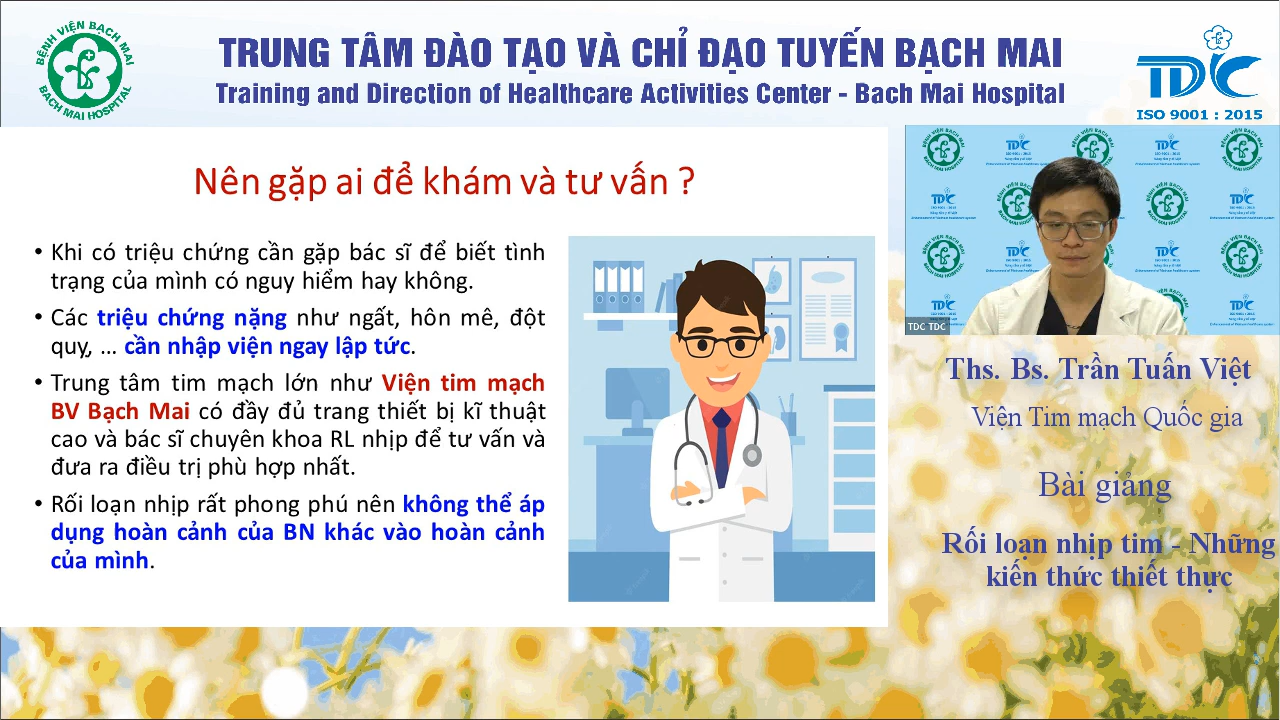 BỆNH VIỆN BẠCH MAI
BACH MAI HOSPITAL
TRUNG TÂM ĐÀO TẠO VÀ CHỈ ĐẠO TUYẾN BẠCH MAI
Training and Direction of Healthcare Activities Center - Bach Mai Hospital
TDC
ISO 9001 : 2015
Nên gặp ai để khám và tư vấn ?
• Khi có triệu chứng cần gặp bác sĩ để biết tình
trạng của mình có nguy hiểm hay không.
• Các triệu chứng nặng như ngất, hôn mê, đột
quy, ... cần nhập viện ngay lập tức.
• Trung tâm tim mạch lớn như Viện tim mạch
BV Bạch Mai có đầy đủ trang thiết bị kĩ thuật
cao và bác sĩ chuyên khoa RL nhịp để tư vấn và
đưa ra điều trị phù hợp nhất.
• Rối loạn nhịp rất phong phú nên không thể áp
dụng hoàn cảnh của BN khác vào hoàn cảnh
của mình.
TDC TDC
Ths. Bs. Trần Tuấn Việt
Viện Tim mạch Quốc gia
Bài giảng
Rối loạn nhịp tim - Những
kiến thức thiết thực